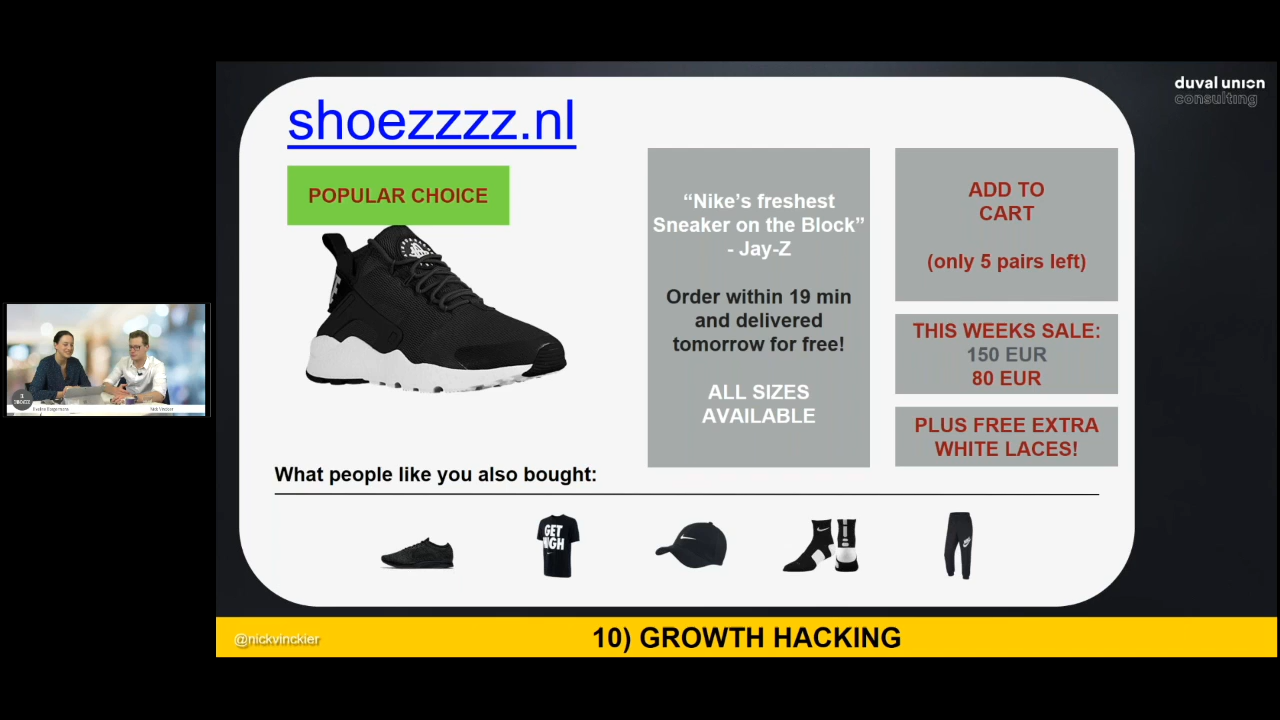 duval union
consulting
shoezzzz.nl
POPULAR CHOICE
“Nike’s freshest
Sneaker on the Block”
- Jay-Z
Order within 19 min
and delivered
tomorrow for free!
ALL SIZES
AVAILABLE
ADD TO
CART
(only 5 pairs left)
THIS WEEKS SALE:
150 EUR
80 EUR
PLUS FREE EXTRA
WHITE LACES!
What people like you also bought:
GET
@nickvinckier
10) GROWTH HACKING